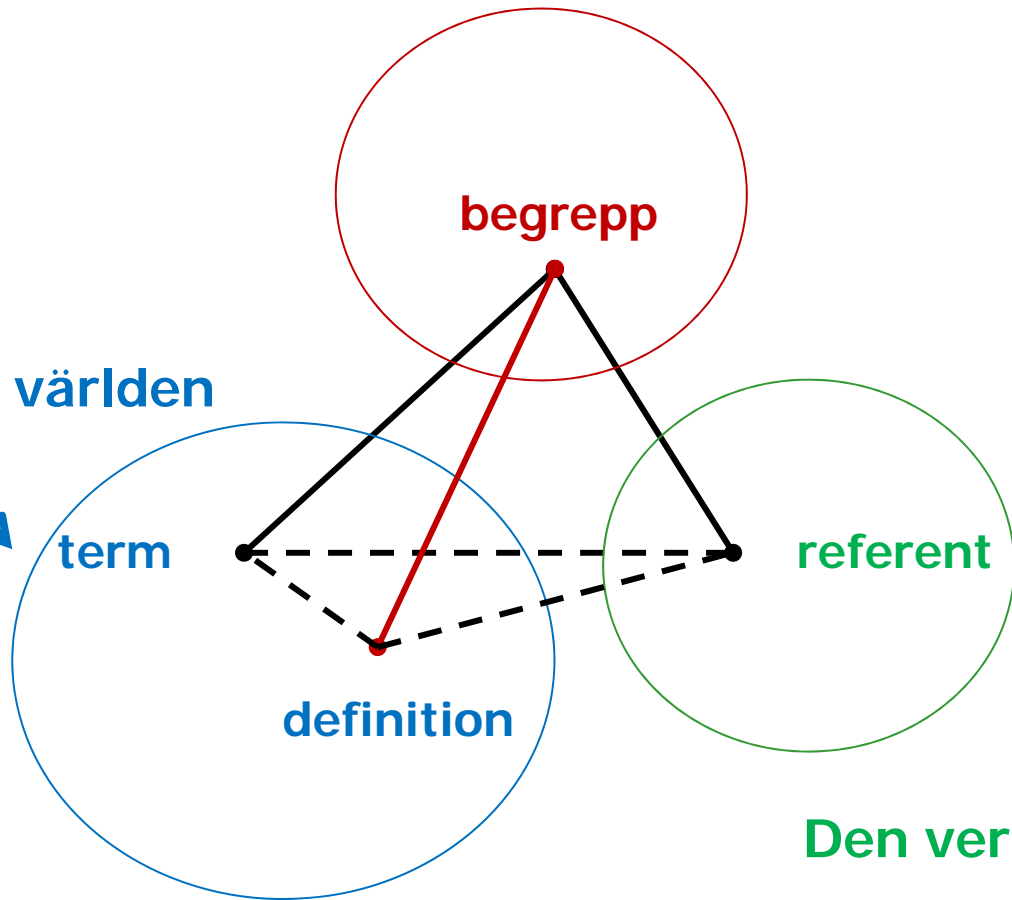 begrepp
världen
term
referent
definition
Den ver